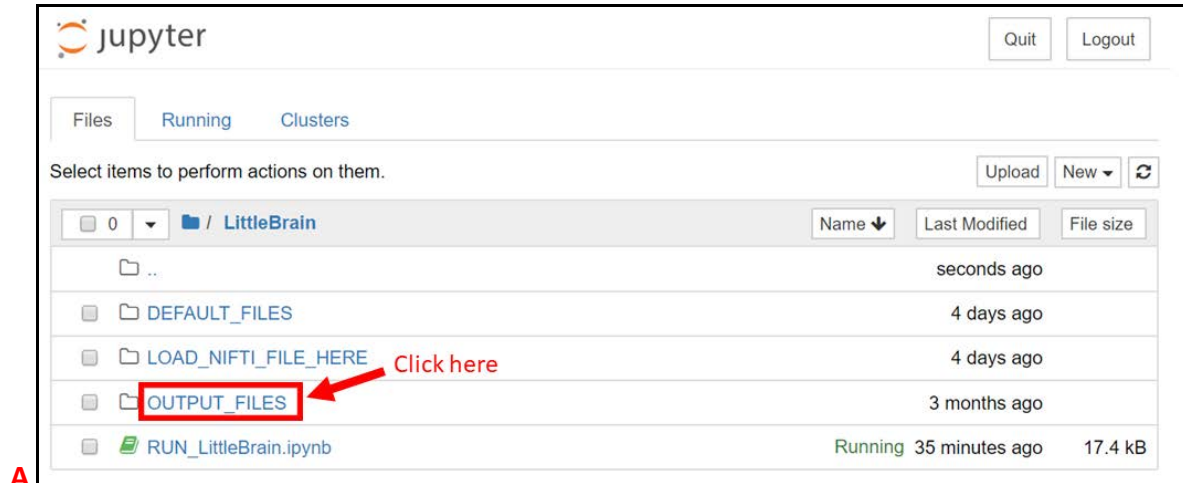 jupyter Quit Logout
Files Running Clusters
Select items to perform actions on them. Upload New
0 / LittleBrain Name Last Modified File size
.. seconds ago
DEFAULT_FILES 4 days ago
LOAD_NIFTI_FILE_HERE 4 days ago
Click here
OUTPUT_FILES 3 months ago
RUN_LittleBrain.ipynb Running 35 minutes ago 17.4 kB
A